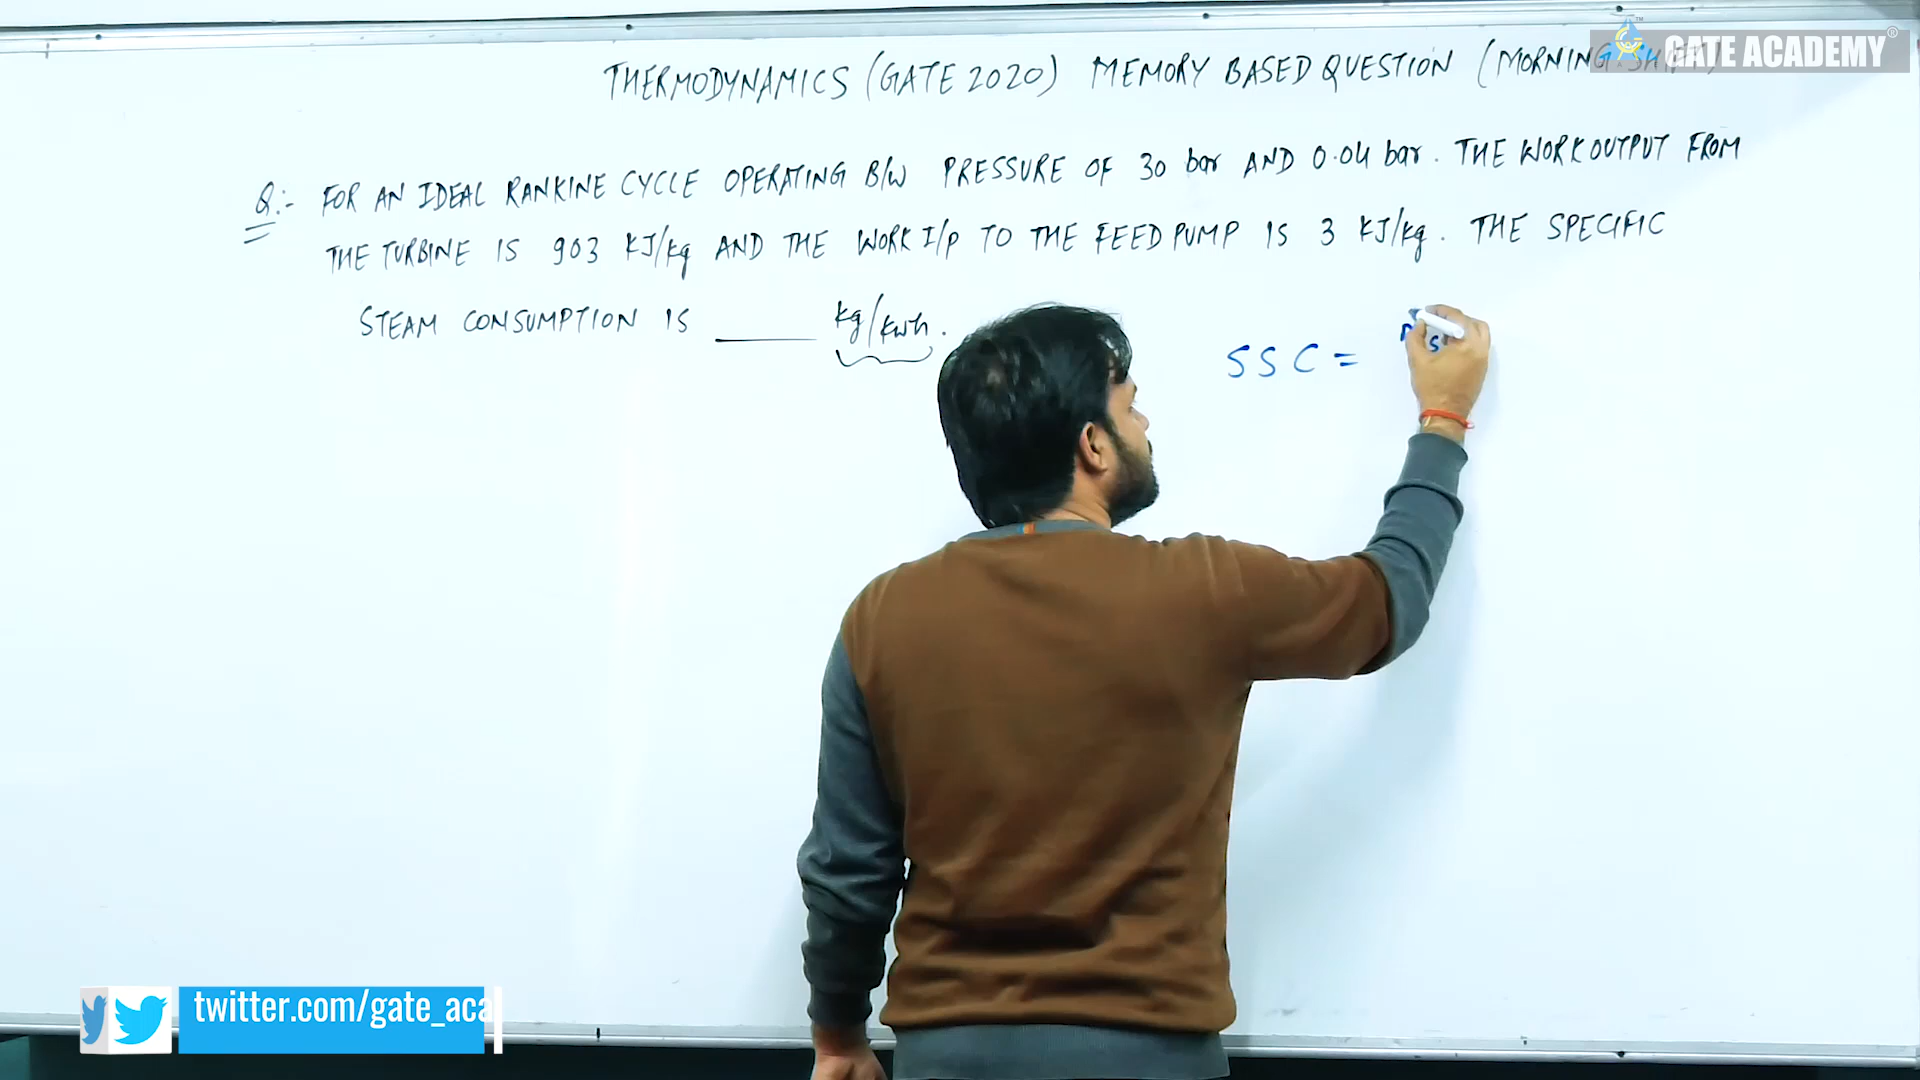 THERMODYNAMICS (GATE 2020) MEMORY BASED QUESTION (MORNING SHIFT)
GATE ACADEMY®
Q:- FOR AN IDEAL RANKINE CYCLE OPERATING B/W PRESSURE OF 30 bar AND 0.04 bar. THE WORK OUTPUT FROM
THE TURBINE IS 903 KJ/kg AND THE WORK I/P TO THE FEED PUMP IS 3 KJ/kg. THE SPECIFIC
STEAM CONSUMPTION IS ____ kg/kwh.
SSC =
twitter.com/gate_aca